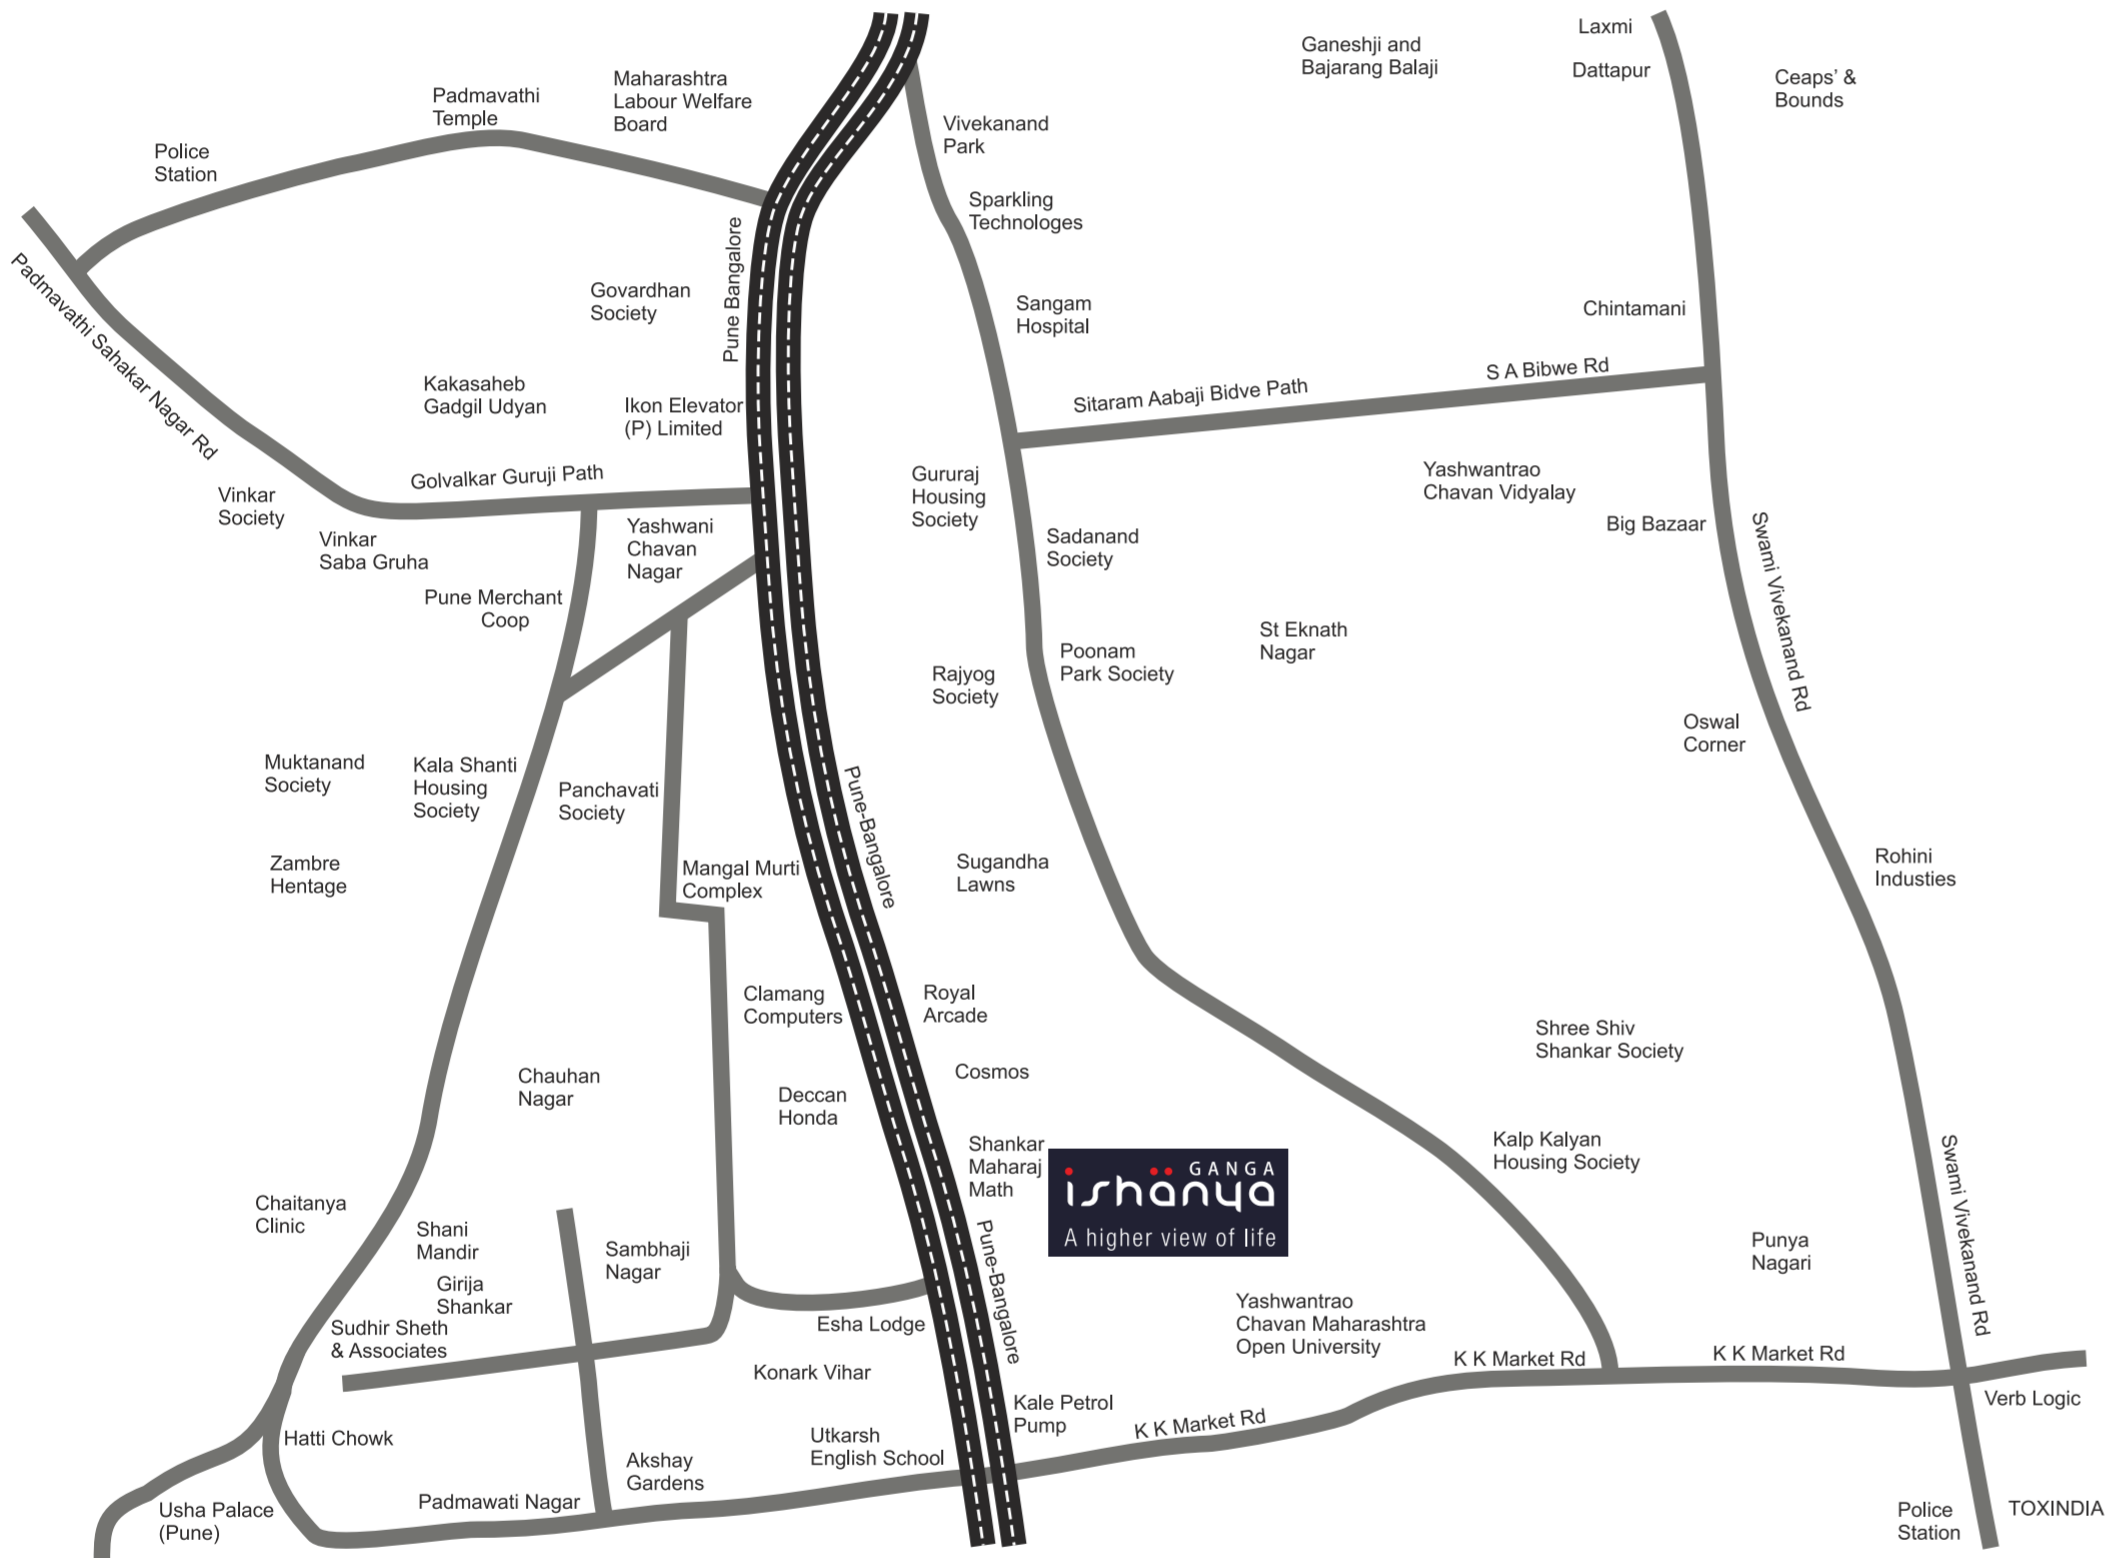 Laxmi
Ganeshji and
Bajarang Balaji
Dattapur
Ceaps' &
Bounds
Maharashtra
Labour Welfare
Board
Padmavathi
Temple
Vivekanand
Park
Police
Station
Sparkling
Technologes
Pune Bangalore
Padmavathi Sahakar Nagar Rd
Govardhan
Society
Sangam
Hospital
Chintamani
S A Bibwe Rd
Sitaram Aabaji Bidve Path
Kakasaheb
Gadgil Udyan
Ikon Elevator
(P) Limited
Golvalkar Guruji Path
Gururaj
Housing
Society
Yashwantrao
Chavan Vidyalay
Big Bazaar
Swami Vivekanand Rd
Vinkar
Society
Vinkar
Saba Gruha
Yashwani
Chavan
Nagar
Sadanand
Society
Pune Merchant
Coop
St Eknath
Nagar
Poonam
Park Society
Rajyog
Society
Oswal
Corner
Muktanand
Society
Kala Shanti
Housing
Society
Panchavati
Society
Pune-Bangalore
Zambre
Hentage
Mangal Murti
Complex
Sugandha
Lawns
Rohini
Industies
Clamang
Computers
Royal
Arcade
Shree Shiv
Shankar Society
Chauhan
Nagar
Cosmos
Deccan
Honda
Shankar
Maharaj
Math
GANGA
ishänya
A higher view of life
Kalp Kalyan
Housing Society
Swami Vivekanand Rd
Chaitanya
Clinic
Shani
Mandir
Sambhaji
Nagar
Pune-Bangalore
Punya
Nagari
Girija
Shankar
Sudhir Sheth
& Associates
Esha Lodge
Yashwantrao
Chavan Maharashtra
Open University
K K Market Rd
K K Market Rd
Konark Vihar
Kale Petrol
Pump
K K Market Rd
Verb Logic
Hatti Chowk
Utkarsh
English School
Akshay
Gardens
Padmawati Nagar
Usha Palace
(Pune)
Police
Station
TOXINDIA